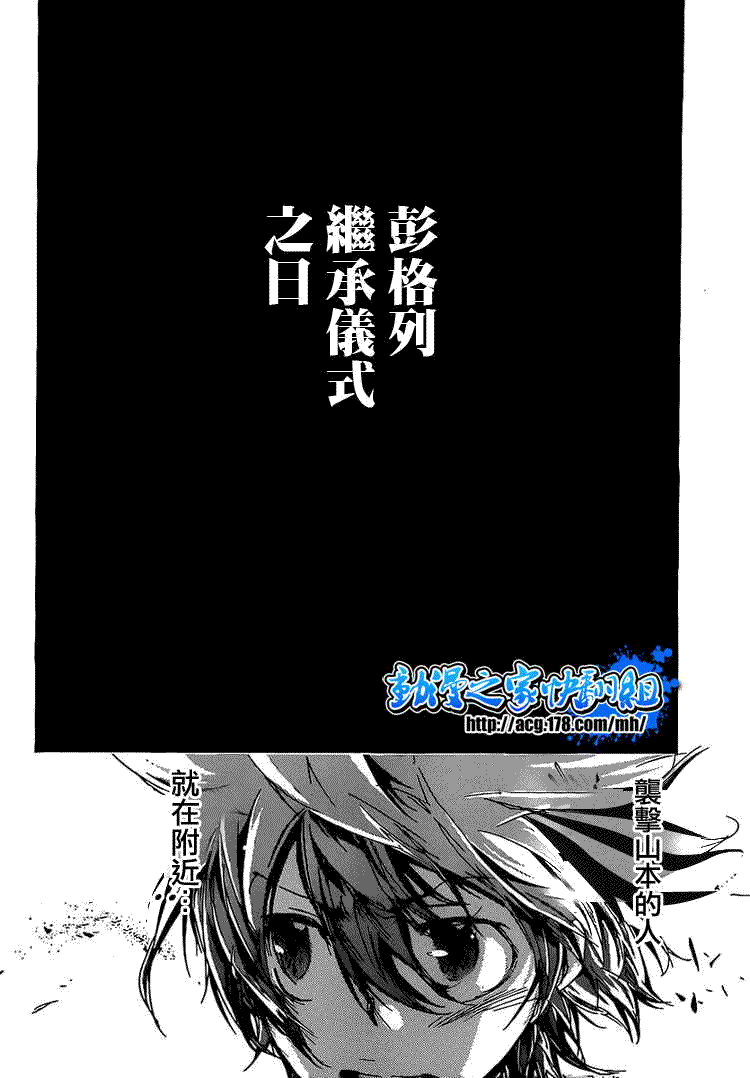 彭格列
繼承儀式
之日
動漫之家快翻組
http://acg.178.com/mh/
襲擊山本的人
就在附近…